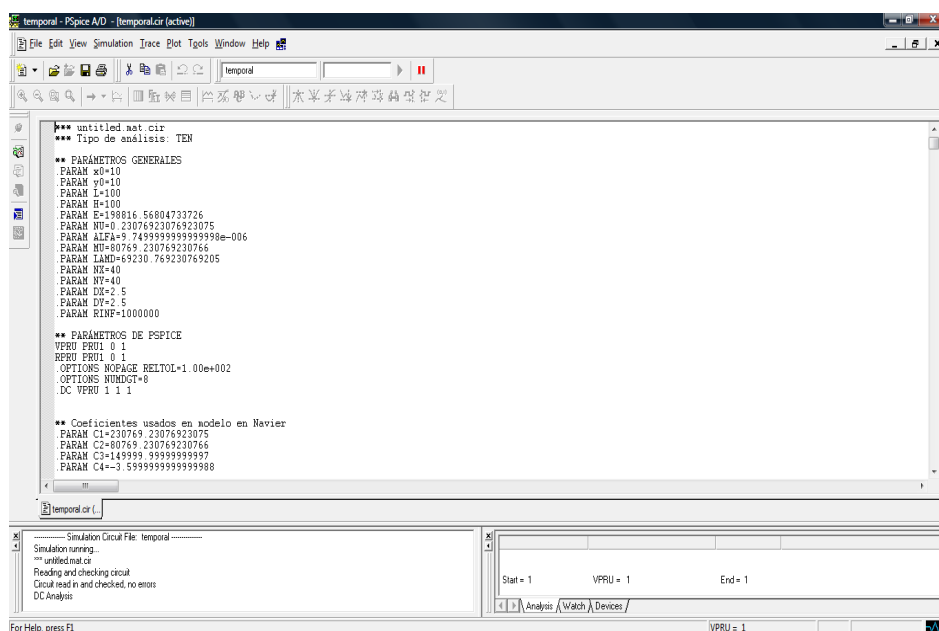 temporal - PSpice A/D - [temporal.cir (active)]
File Edit View Simulation Trace Plot Tools Window Help
temporal
*** untitled.mat.cir
*** Tipo de análisis: TEN
** PARÁMETROS GENERALES
.PARAM x0=10
.PARAM y0=10
.PARAM L=100
.PARAM H=100
.PARAM E=198816.56804733726
.PARAM NU=0.23076923076923075
.PARAM ALFA=9.7499999999999998e-006
.PARAM MU=80769.230769230766
.PARAM LAMD=69230.769230769205
.PARAM NX=40
.PARAM NY=40
.PARAM DX=2.5
.PARAM DY=2.5
.PARAM RINF=1000000
** PARÁMETROS DE PSPICE
VPRU PRU1 0 1
RPRU PRU1 0 1
.OPTIONS NOPAGE RELTOL=1.00e+002
.OPTIONS NUMDGT=8
.DC VPRU 1 1 1
** Coeficientes usados en modelo en Navier
.PARAM C1=230769.23076923075
.PARAM C2=80769.230769230766
.PARAM C3=149999.99999999997
.PARAM C4=-3.5999999999999988
temporal.cir (...
-------------- Simulation Circuit File: temporal --------------
Simulation running...
*** untitled.mat.cir
Reading and checking circuit
Circuit read in and checked, no errors
DC Analysis
Start = 1 VPRU = 1 End = 1
Analysis Watch Devices
For Help, press F1 VPRU = 1